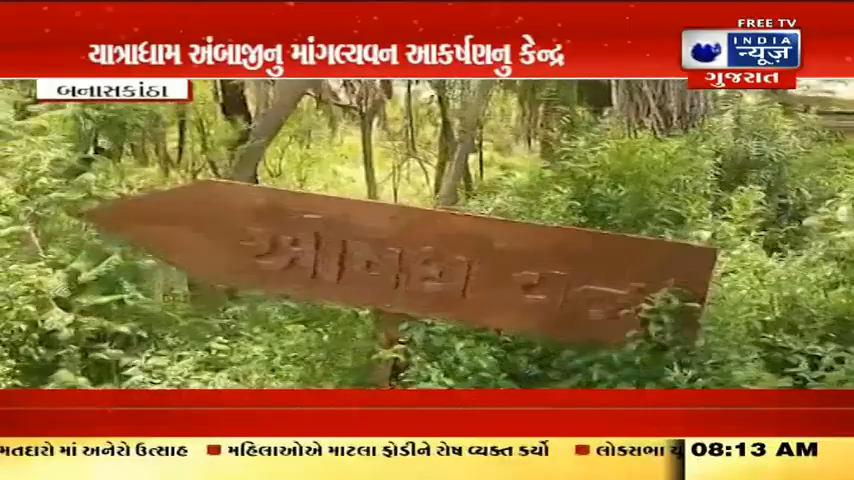 FREE TV
યાત્રાધામ અંબાજીનુ માંગલ્યવન આકર્ષણનુ કેન્દ્ર
INDIA
न्यूज़
ગુજરાત
બનાસકાંઠા
ઔષધ
મતદારો માં અનેરો ઉત્સાહ ■ મહિલાઓએ માટલા ફોડીને રોષ વ્યક્ત કર્યો ■ લોકસભા
08:13 AM